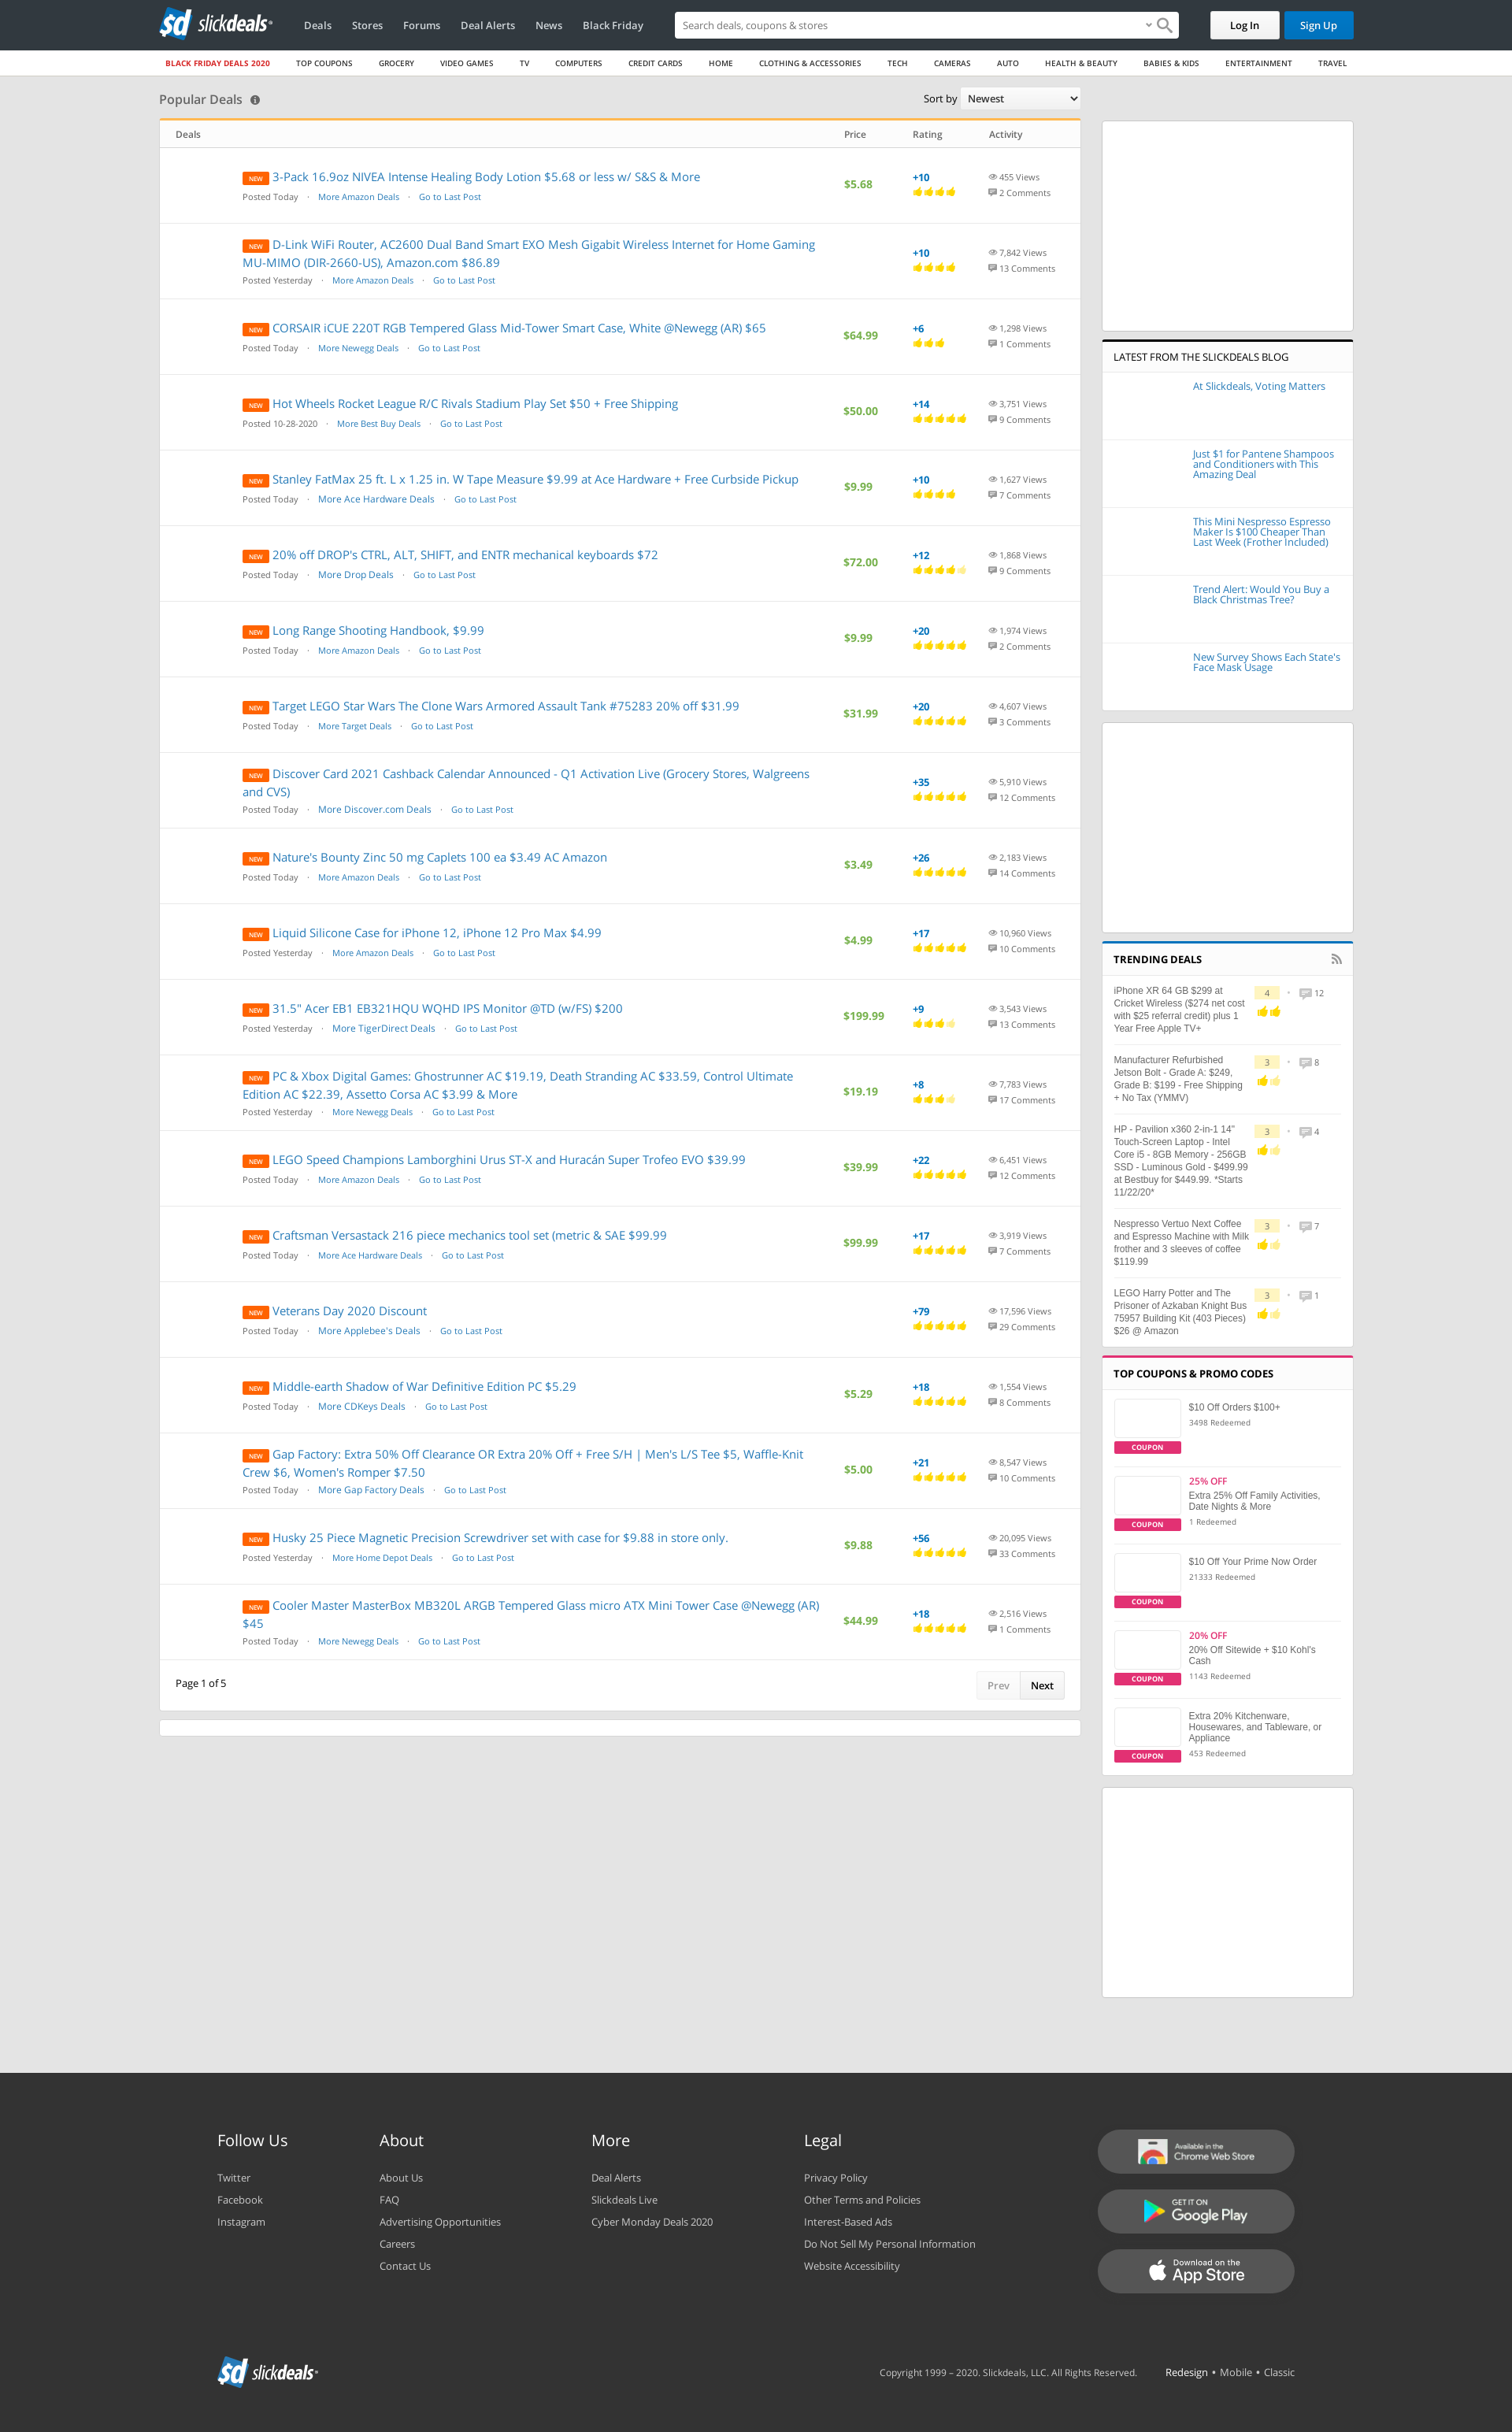 sd slickdeals
Deals Stores Forums Deal Alerts News Black Friday
Search deals, coupons & stores
Log In
Sign Up
BLACK FRIDAY DEALS 2020 TOP COUPONS GROCERY VIDEO GAMES TV COMPUTERS CREDIT CARDS HOME CLOTHING & ACCESSORIES TECH CAMERAS AUTO HEALTH & BEAUTY BABIES & KIDS ENTERTAINMENT TRAVEL
Popular Deals
Sort by Newest
Deals Price Rating Activity
NEW 3-Pack 16.9oz NIVEA Intense Healing Body Lotion $5.68 or less w/ S&S & More
Posted Today · More Amazon Deals · Go to Last Post
$5.68
+10
455 Views
2 Comments
NEW D-Link WiFi Router, AC2600 Dual Band Smart EXO Mesh Gigabit Wireless Internet for Home Gaming
MU-MIMO (DIR-2660-US), Amazon.com $86.89
Posted Yesterday · More Amazon Deals · Go to Last Post
+10
7,842 Views
13 Comments
NEW CORSAIR iCUE 220T RGB Tempered Glass Mid-Tower Smart Case, White @Newegg (AR) $65
Posted Today · More Newegg Deals · Go to Last Post
$64.99
+6
1,298 Views
1 Comments
NEW Hot Wheels Rocket League R/C Rivals Stadium Play Set $50 + Free Shipping
Posted 10-28-2020 · More Best Buy Deals · Go to Last Post
$50.00
+14
3,751 Views
9 Comments
NEW Stanley FatMax 25 ft. L x 1.25 in. W Tape Measure $9.99 at Ace Hardware + Free Curbside Pickup
Posted Today · More Ace Hardware Deals · Go to Last Post
$9.99
+10
1,627 Views
7 Comments
NEW 20% off DROP's CTRL, ALT, SHIFT, and ENTR mechanical keyboards $72
Posted Today · More Drop Deals · Go to Last Post
$72.00
+12
1,868 Views
9 Comments
NEW Long Range Shooting Handbook, $9.99
Posted Today · More Amazon Deals · Go to Last Post
$9.99
+20
1,974 Views
2 Comments
NEW Target LEGO Star Wars The Clone Wars Armored Assault Tank #75283 20% off $31.99
Posted Today · More Target Deals · Go to Last Post
$31.99
+20
4,607 Views
3 Comments
NEW Discover Card 2021 Cashback Calendar Announced - Q1 Activation Live (Grocery Stores, Walgreens
and CVS)
Posted Today · More Discover.com Deals · Go to Last Post
+35
5,910 Views
12 Comments
NEW Nature's Bounty Zinc 50 mg Caplets 100 ea $3.49 AC Amazon
Posted Today · More Amazon Deals · Go to Last Post
$3.49
+26
2,183 Views
14 Comments
NEW Liquid Silicone Case for iPhone 12, iPhone 12 Pro Max $4.99
Posted Yesterday · More Amazon Deals · Go to Last Post
$4.99
+17
10,960 Views
10 Comments
NEW 31.5" Acer EB1 EB321HQU WQHD IPS Monitor @TD (w/FS) $200
Posted Yesterday · More TigerDirect Deals · Go to Last Post
$199.99
+9
3,543 Views
13 Comments
NEW PC & Xbox Digital Games: Ghostrunner AC $19.19, Death Stranding AC $33.59, Control Ultimate
Edition AC $22.39, Assetto Corsa AC $3.99 & More
Posted Yesterday · More Newegg Deals · Go to Last Post
$19.19
+8
7,783 Views
17 Comments
NEW LEGO Speed Champions Lamborghini Urus ST-X and Huracán Super Trofeo EVO $39.99
Posted Today · More Amazon Deals · Go to Last Post
$39.99
+22
6,451 Views
12 Comments
NEW Craftsman Versastack 216 piece mechanics tool set (metric & SAE $99.99
Posted Today · More Ace Hardware Deals · Go to Last Post
$99.99
+17
3,919 Views
7 Comments
NEW Veterans Day 2020 Discount
Posted Today · More Applebee's Deals · Go to Last Post
+79
17,596 Views
29 Comments
NEW Middle-earth Shadow of War Definitive Edition PC $5.29
Posted Today · More CDKeys Deals · Go to Last Post
$5.29
+18
1,554 Views
8 Comments
NEW Gap Factory: Extra 50% Off Clearance OR Extra 20% Off + Free S/H | Men's L/S Tee $5, Waffle-Knit
Crew $6, Women's Romper $7.50
Posted Today · More Gap Factory Deals · Go to Last Post
$5.00
+21
8,547 Views
10 Comments
NEW Husky 25 Piece Magnetic Precision Screwdriver set with case for $9.88 in store only.
Posted Yesterday · More Home Depot Deals · Go to Last Post
$9.88
+56
20,095 Views
33 Comments
NEW Cooler Master MasterBox MB320L ARGB Tempered Glass micro ATX Mini Tower Case @Newegg (AR)
$45
Posted Today · More Newegg Deals · Go to Last Post
$44.99
+18
2,516 Views
1 Comments
Page 1 of 5
Prev Next
LATEST FROM THE SLICKDEALS BLOG
At Slickdeals, Voting Matters
Just $1 for Pantene Shampoos
and Conditioners with This
Amazing Deal
This Mini Nespresso Espresso
Maker Is $100 Cheaper Than
Last Week (Frother Included)
Trend Alert: Would You Buy a
Black Christmas Tree?
New Survey Shows Each State's
Face Mask Usage
TRENDING DEALS
iPhone XR 64 GB $299 at
Cricket Wireless ($274 net cost
with $25 referral credit) plus 1
Year Free Apple TV+
4 • 12
Manufacturer Refurbished
Jetson Bolt - Grade A: $249,
Grade B: $199 - Free Shipping
+ No Tax (YMMV)
3 • 8
HP - Pavilion x360 2-in-1 14"
Touch-Screen Laptop - Intel
Core i5 - 8GB Memory - 256GB
SSD - Luminous Gold - $499.99
at Bestbuy for $449.99. *Starts
11/22/20*
3 • 4
Nespresso Vertuo Next Coffee
and Espresso Machine with Milk
frother and 3 sleeves of coffee
$119.99
3 • 7
LEGO Harry Potter and The
Prisoner of Azkaban Knight Bus
75957 Building Kit (403 Pieces)
$26 @ Amazon
3 • 1
TOP COUPONS & PROMO CODES
$10 Off Orders $100+
3498 Redeemed
COUPON
25% OFF
Extra 25% Off Family Activities,
Date Nights & More
1 Redeemed
COUPON
$10 Off Your Prime Now Order
21333 Redeemed
COUPON
20% OFF
20% Off Sitewide + $10 Kohl's
Cash
1143 Redeemed
COUPON
Extra 20% Kitchenware,
Housewares, and Tableware, or
Appliance
453 Redeemed
COUPON
Follow Us
Twitter
Facebook
Instagram
About
About Us
FAQ
Advertising Opportunities
Careers
Contact Us
More
Deal Alerts
Slickdeals Live
Cyber Monday Deals 2020
Legal
Privacy Policy
Other Terms and Policies
Interest-Based Ads
Do Not Sell My Personal Information
Website Accessibility
Available in the
Chrome Web Store
GET IT ON
Google Play
Download on the
App Store
sd slickdeals
Copyright 1999 – 2020. Slickdeals, LLC. All Rights Reserved.
Redesign • Mobile • Classic